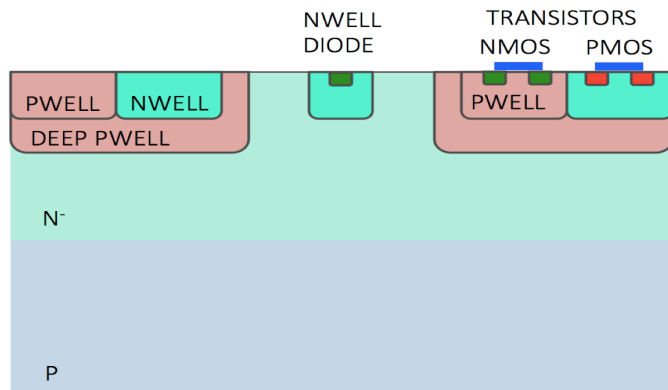 NWELL
DIODE
TRANSISTORS
NMOS
PMOS
PWELL
NWELL
PWELL
DEEP PWELL
N-
P